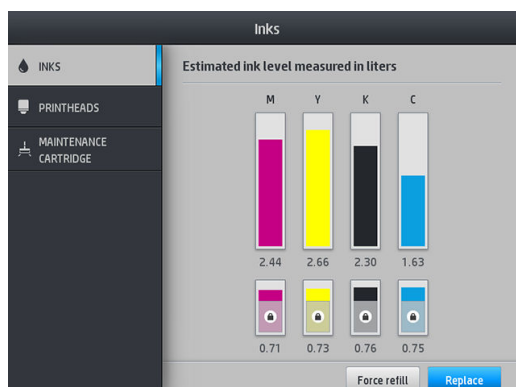 Inks
INKS
PRINTHEADS
MAINTENANCE
CARTRIDGE
Estimated ink level measured in liters
M Y K C
2.44 2.66 2.30 1.63
0.71 0.73 0.76 0.75
Force refill Replace